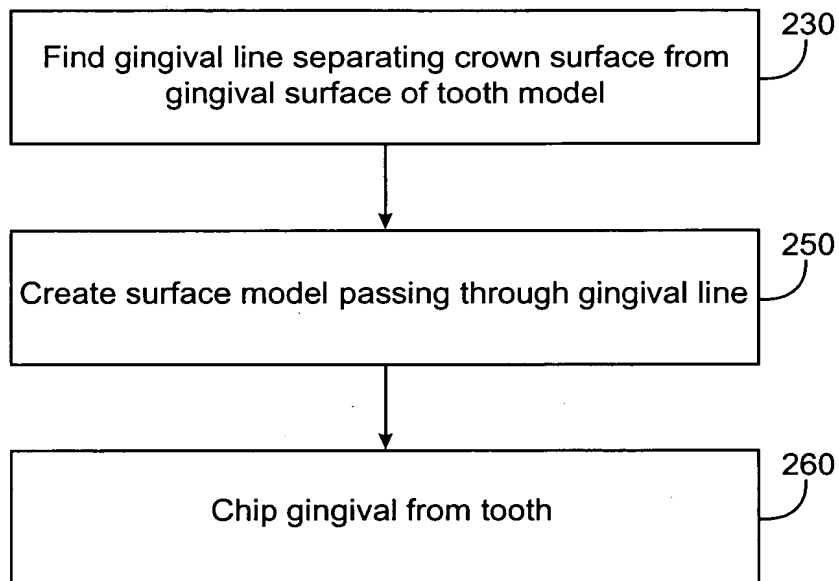 230
Find gingival line separating crown surface from
gingival surface of tooth model
250
Create surface model passing through gingival line
260
Chip gingival from tooth